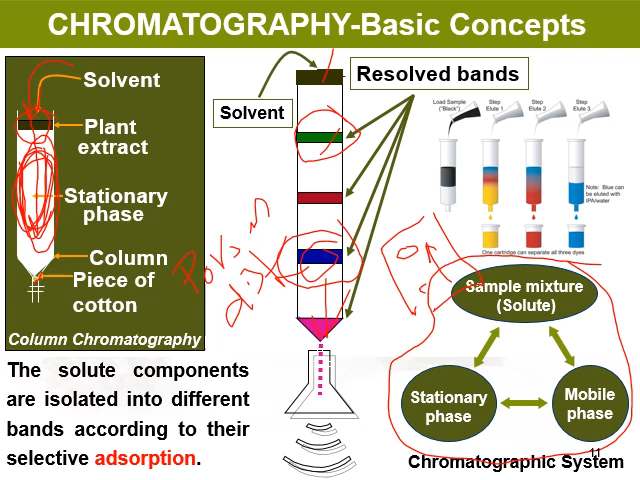 CHROMATOGRAPHY-Basic Concepts
Solvent
Plant
extract
Stationary
phase
Column
Piece of
cotton
Column Chromatography
Solvent
Resolved bands
Load Sample
("Black")
Step
Elute 1
Step
Elute 2
Step
Elute 3
Note: Blue can
be eluted with
IPA/water
One cartridge can separate all three dyes
Sample mixture
(Solute)
Stationary
phase
Mobile
phase
Chromatographic System
11
The solute components
are isolated into different
bands according to their
selective adsorption.